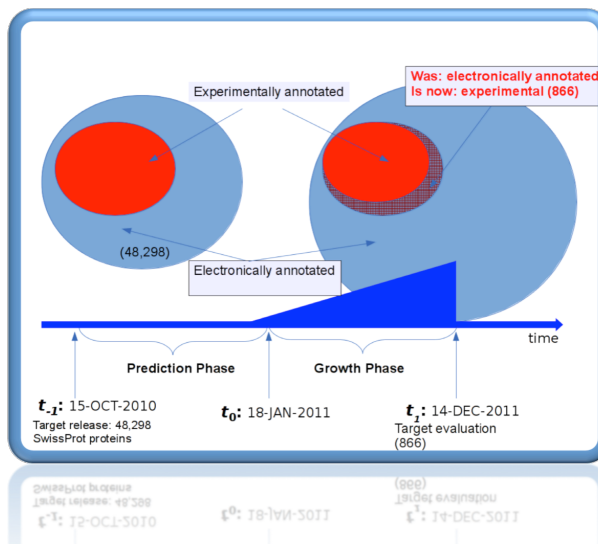 Experimentally annotated
Was: electronically annotated
Is now: experimental (866)
(48,298)
Electronically annotated
time
Prediction Phase
Growth Phase
t-1: 15-OCT-2010
Target release: 48,298
SwissProt proteins
t0: 18-JAN-2011
t1: 14-DEC-2011
Target evaluation
(866)